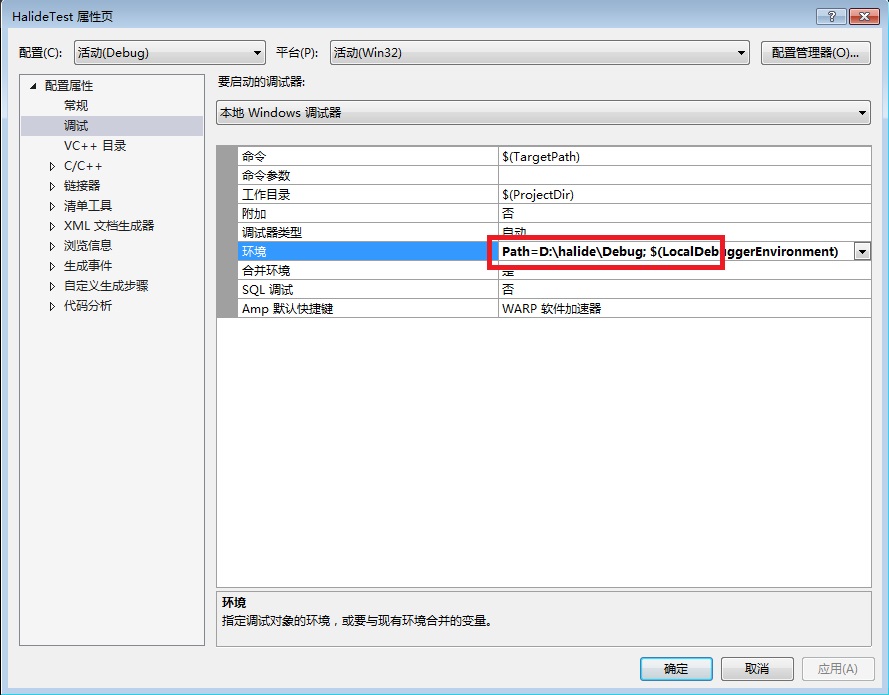 HalideTest 属性页
配置(C): 活动(Debug) 平台(P): 活动(Win32) 配置管理器(O)...
配置属性
常规
调试
VC++ 目录
C/C++
链接器
清单工具
XML 文档生成器
浏览信息
生成事件
自定义生成步骤
代码分析
要启动的调试器:
本地 Windows 调试器
命令 $(TargetPath)
命令参数
工作目录 $(ProjectDir)
附加 否
调试器类型 自动
环境 Path=D:\halide\Debug; $(LocalDebuggerEnvironment)
合并环境 是
SQL 调试 否
Amp 默认快捷键 WARP 软件加速器
环境
指定调试对象的环境，或要与现有环境合并的变量。
确定 取消 应用(A)